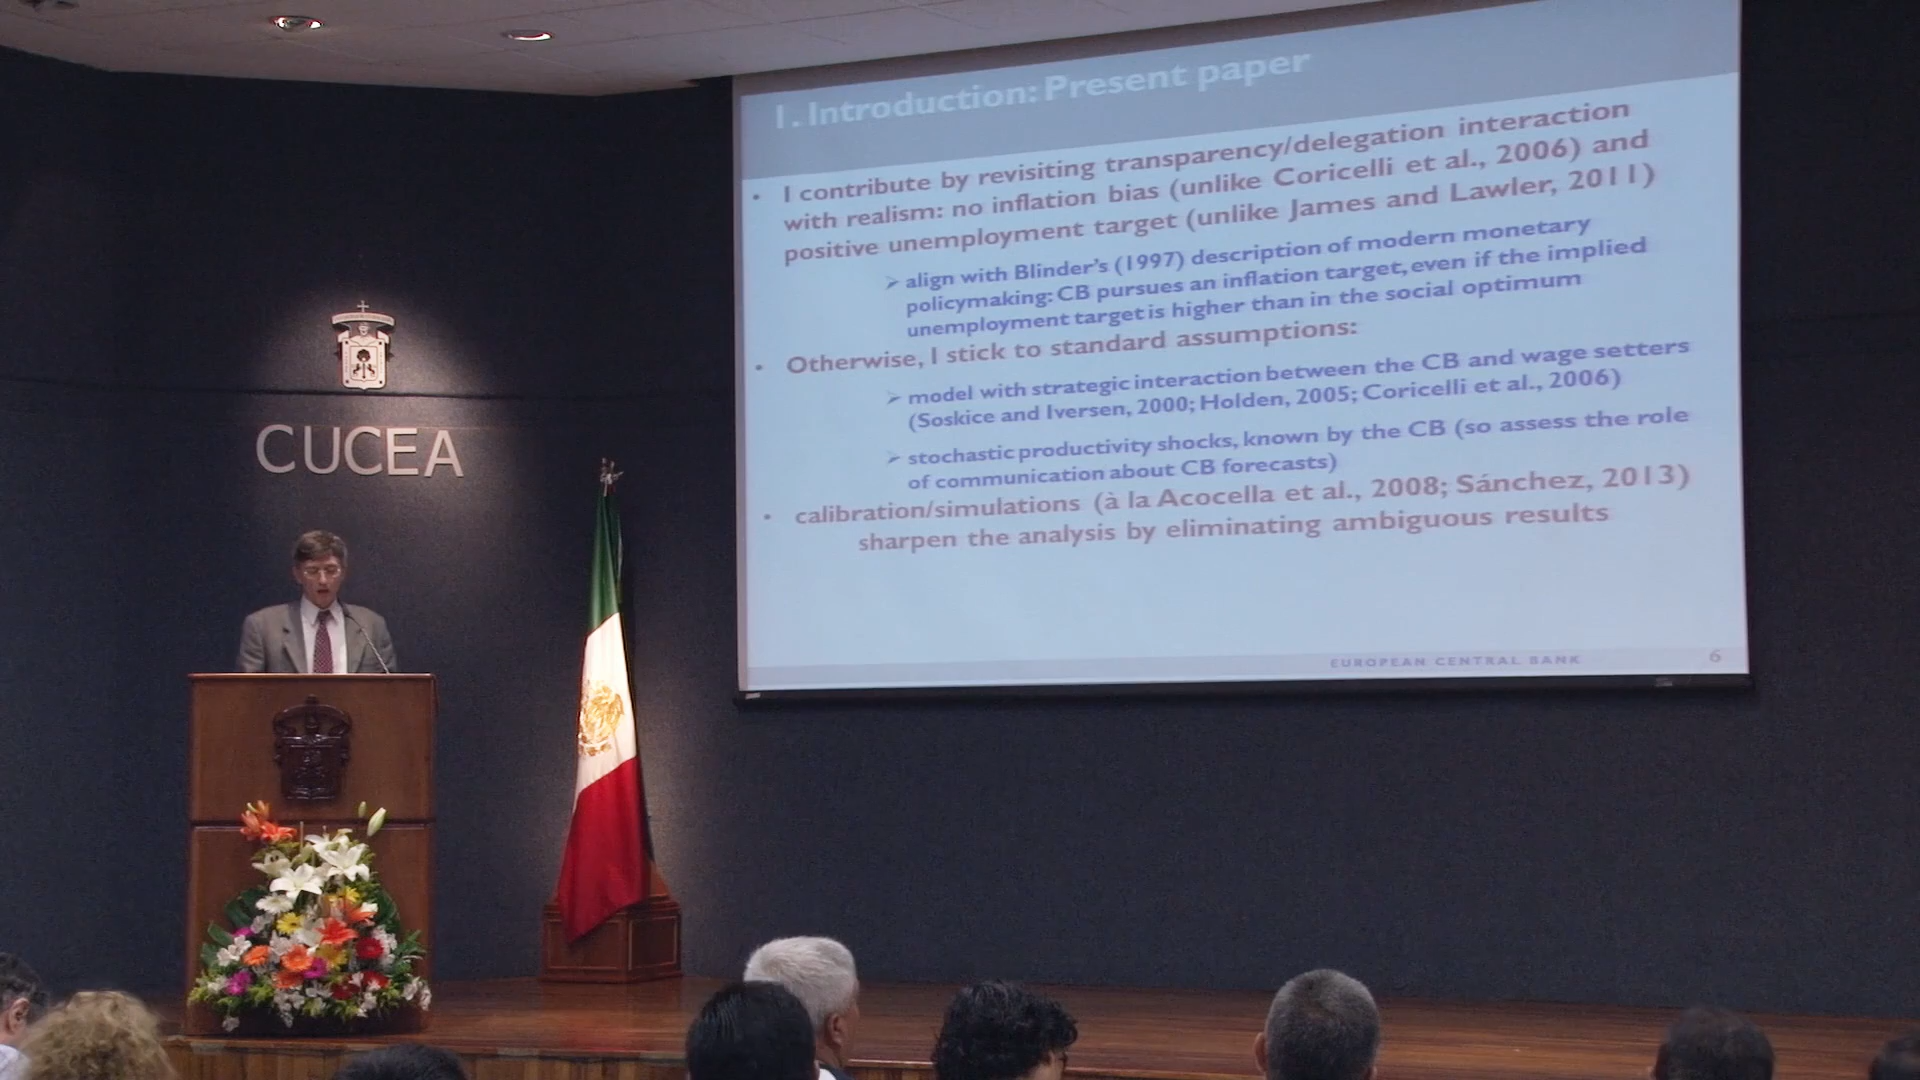 1. Introduction: Present paper
• I contribute by revisiting transparency/delegation interaction
with realism: no inflation bias (unlike Coricelli et al., 2006) and
positive unemployment target (unlike James and Lawler, 2011)
➢ align with Blinder’s (1997) description of modern monetary
policymaking: CB pursues an inflation target, even if the implied
unemployment target is higher than in the social optimum
• Otherwise, I stick to standard assumptions:
➢ model with strategic interaction between the CB and wage setters
(Soskice and Iversen, 2000; Holden, 2005; Coricelli et al., 2006)
➢ stochastic productivity shocks, known by the CB (so assess the role
of communication about CB forecasts)
• calibration/simulations (à la Acocella et al., 2008; Sánchez, 2013)
sharpen the analysis by eliminating ambiguous results
EUROPEAN CENTRAL BANK 6
CUCEA